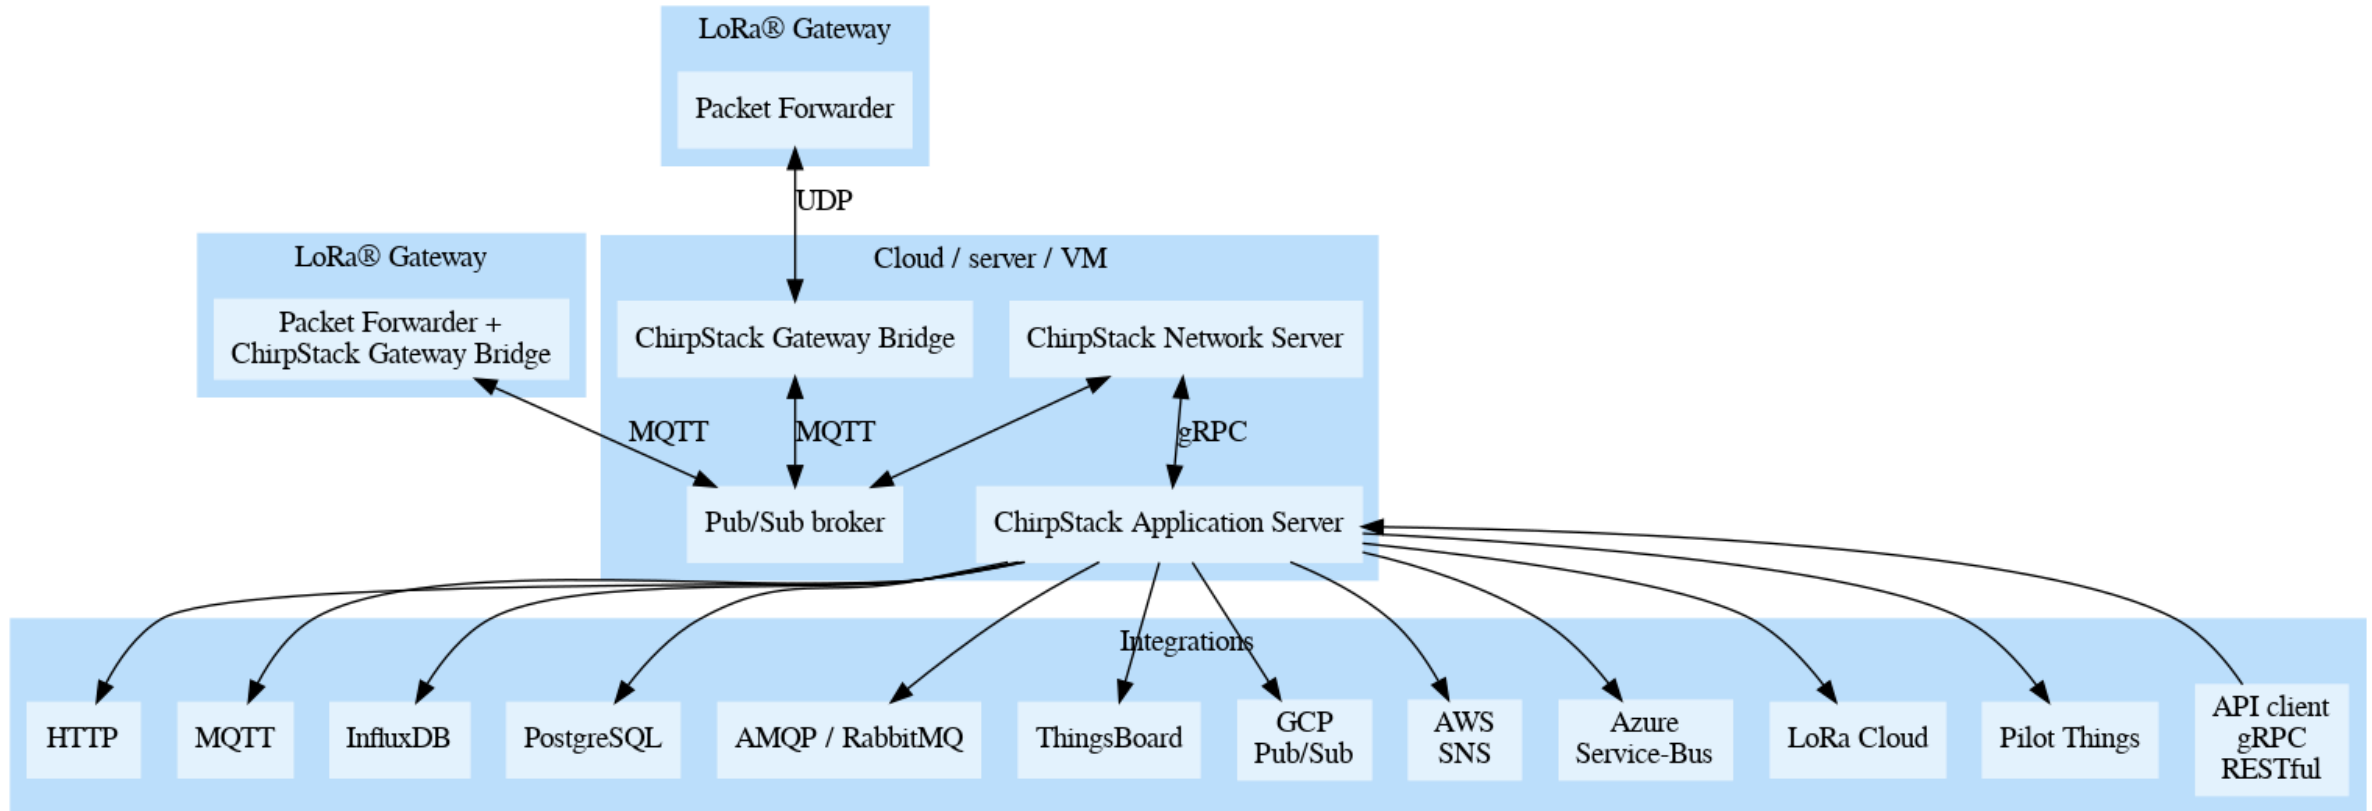 LoRa® Gateway
Packet Forwarder
UDP
LoRa® Gateway
Packet Forwarder +
ChirpStack Gateway Bridge
Cloud / server / VM
ChirpStack Gateway Bridge
ChirpStack Network Server
MQTT
MQTT
gRPC
Pub/Sub broker
ChirpStack Application Server
Integrations
HTTP
MQTT
InfluxDB
PostgreSQL
AMQP / RabbitMQ
ThingsBoard
GCP
Pub/Sub
AWS
SNS
Azure
Service-Bus
LoRa Cloud
Pilot Things
API client
gRPC
RESTful